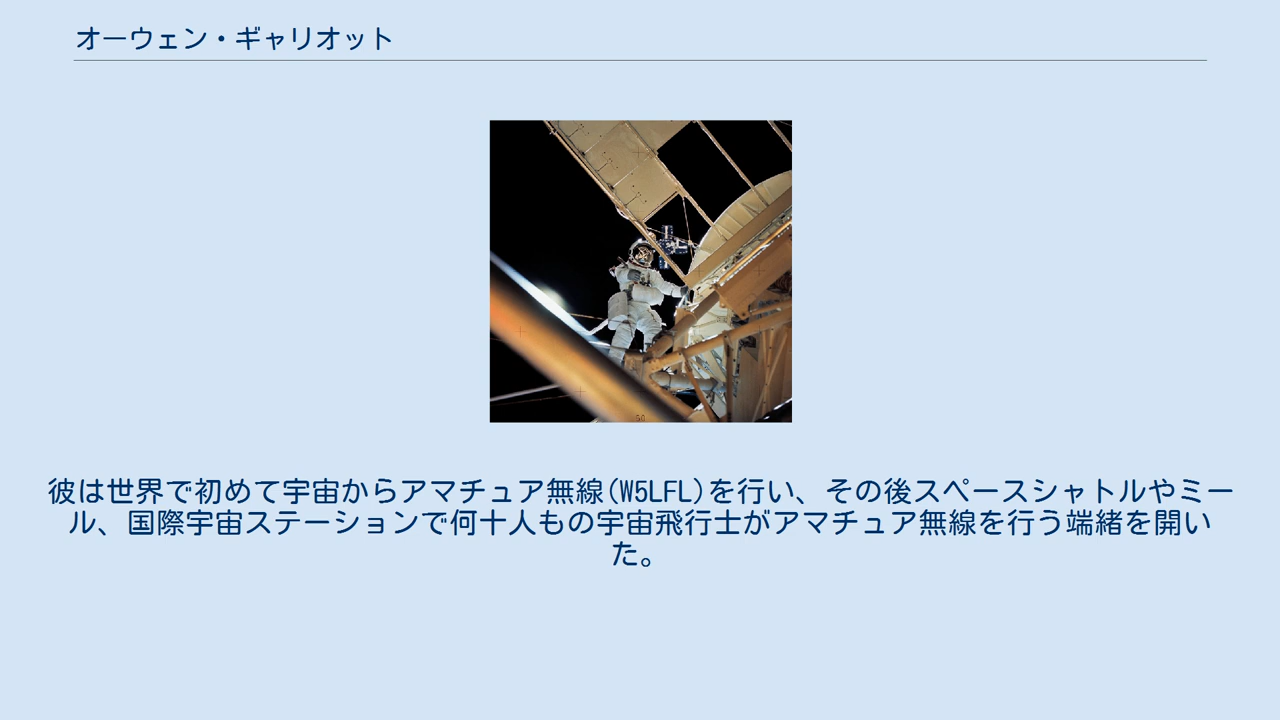 オーウェン・ギャリオット
彼は世界で初めて宇宙からアマチュア無線(W5LFL)を行い、その後スペースシャトルやミー
ル、国際宇宙ステーションで何十人もの宇宙飛行士がアマチュア無線を行う端緒を開い
た。